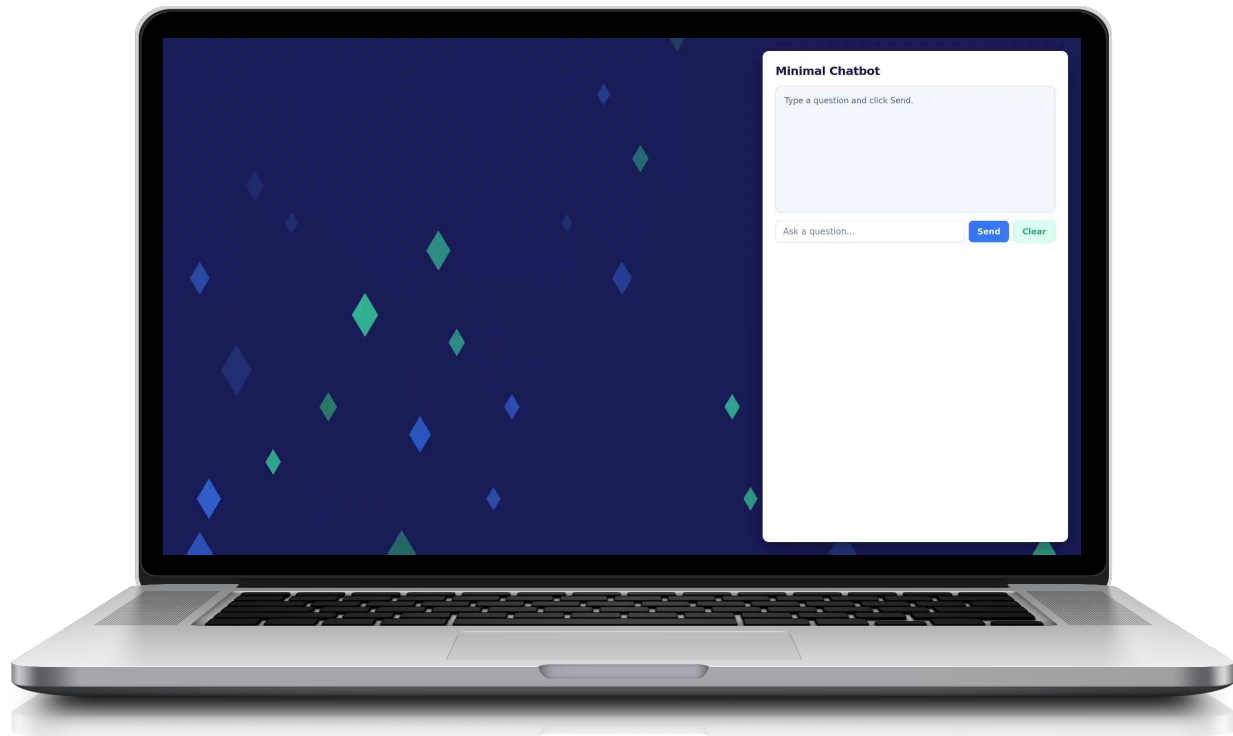 Minimal Chatbot
Type a question and click Send.
Ask a question...
Send
Clear